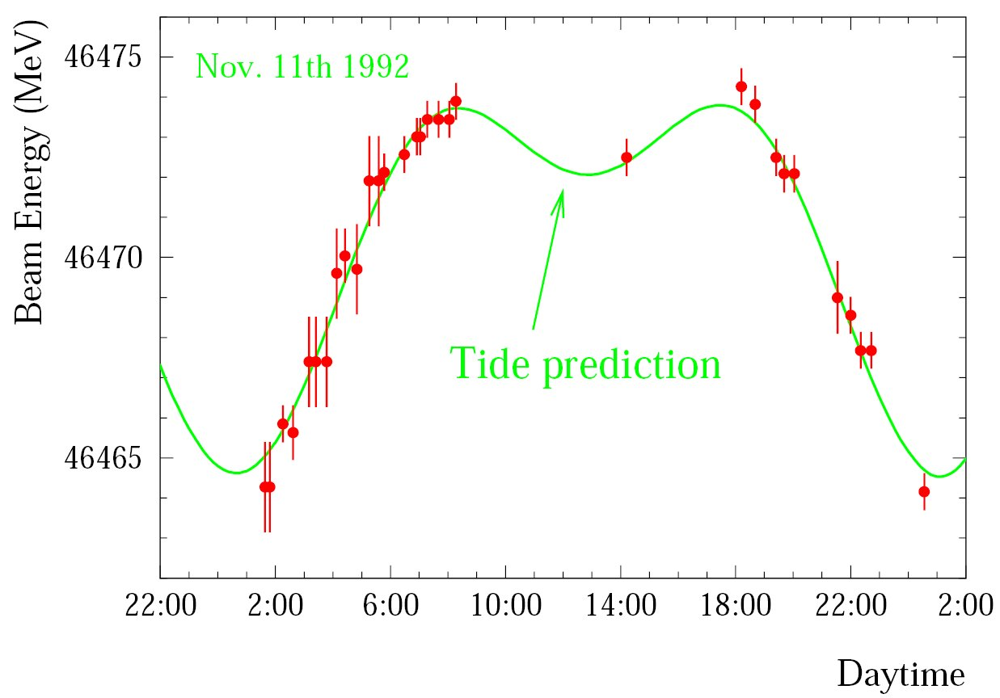 Beam Energy (MeV)
46475
46470
46465
Nov. 11th 1992
Tide prediction
22:00 2:00 6:00 10:00 14:00 18:00 22:00 2:00
Daytime